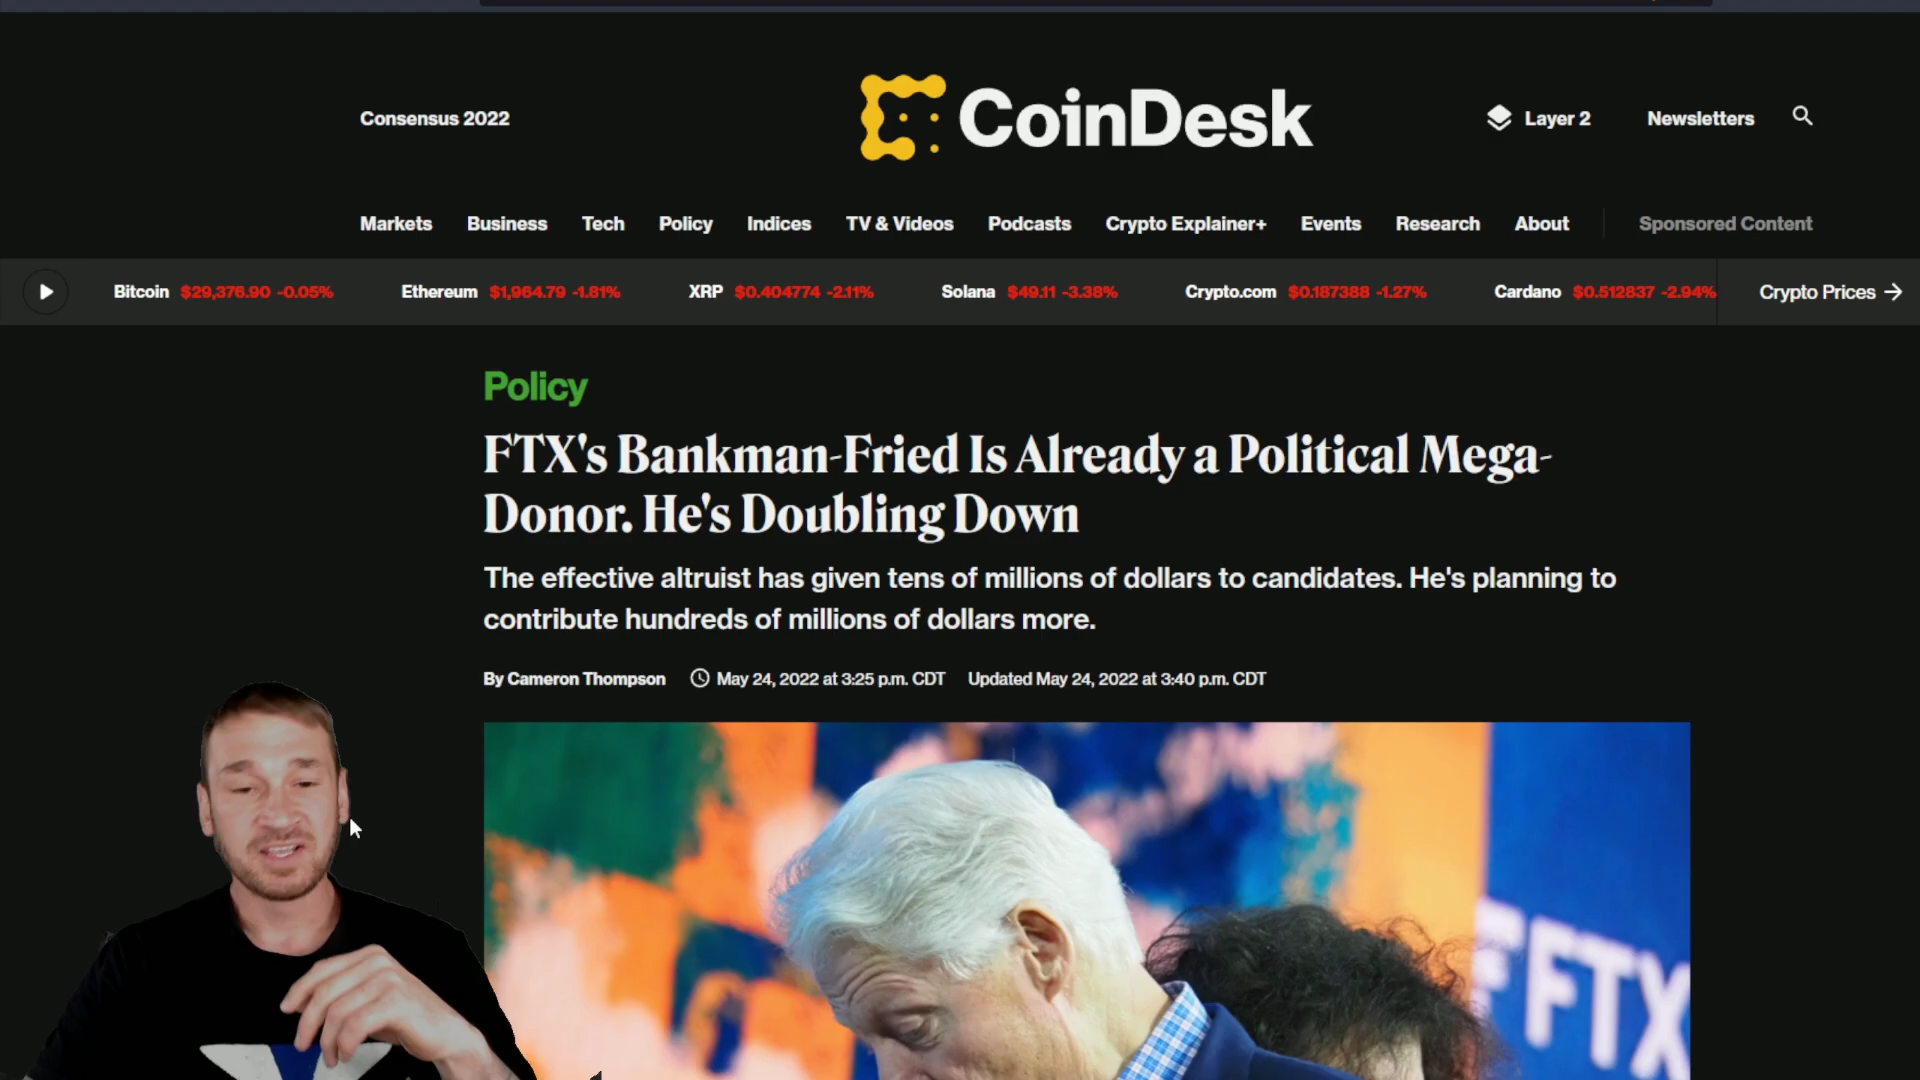 Consensus 2022
CoinDesk
Layer 2
Newsletters
Markets Business Tech Policy Indices TV & Videos Podcasts Crypto Explainer+ Events Research About Sponsored Content
Bitcoin $29,376.90 -0.05% Ethereum $1,964.79 -1.81% XRP $0.404774 -2.11% Solana $49.11 -3.38% Crypto.com $0.187388 -1.27% Cardano $0.512837 -2.94% Crypto Prices
Policy
FTX's Bankman-Fried Is Already a Political Mega-
Donor. He's Doubling Down
The effective altruist has given tens of millions of dollars to candidates. He's planning to
contribute hundreds of millions of dollars more.
By Cameron Thompson May 24, 2022 at 3:25 p.m. CDT Updated May 24, 2022 at 3:40 p.m. CDT
FTX